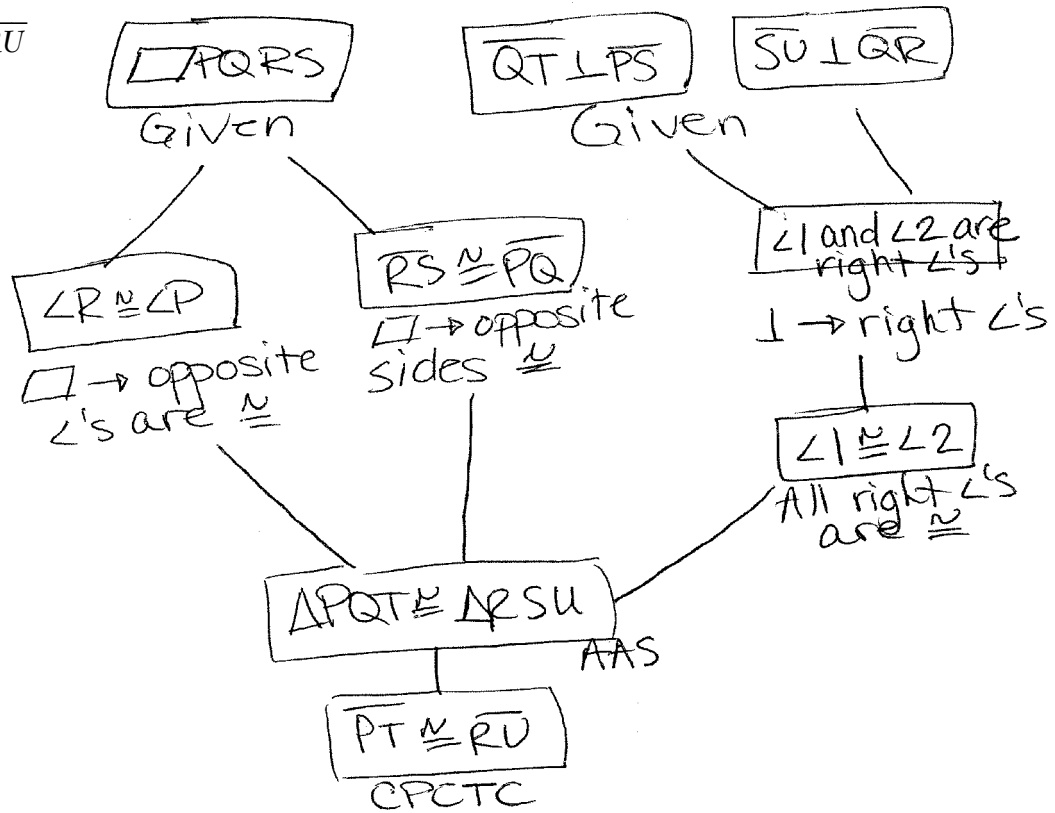 RU
▱PQRS
Given
QT ⊥ PS
SU ⊥ QR
Given
∠R ≅ ∠P
▱ → opposite
∠'s are ≅
RS ≅ PQ
▱ → opposite
sides ≅
∠1 and ∠2 are
right ∠'s
⊥ → right ∠'s
∠1 ≅ ∠2
All right ∠'s
are ≅
△PQT ≅ △RSU
AAS
PT ≅ RU
CPCTC